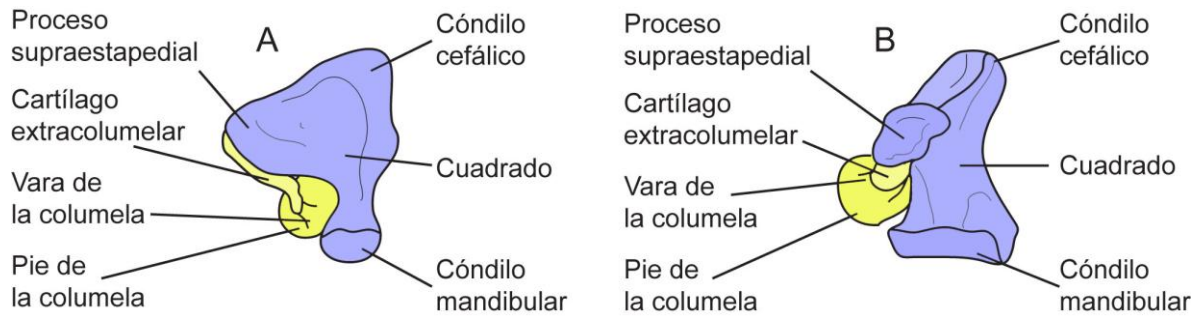 Proceso
supraestapedial
A
Cóndilo
cefálico
Cartílago
extracolumelar
Vara de
la columela
Cuadrado
Pie de
la columela
Cóndilo
mandibular
Proceso
supraestapedial
B
Cóndilo
cefálico
Cartílago
extracolumelar
Vara de
la columela
Cuadrado
Pie de
la columela
Cóndilo
mandibular